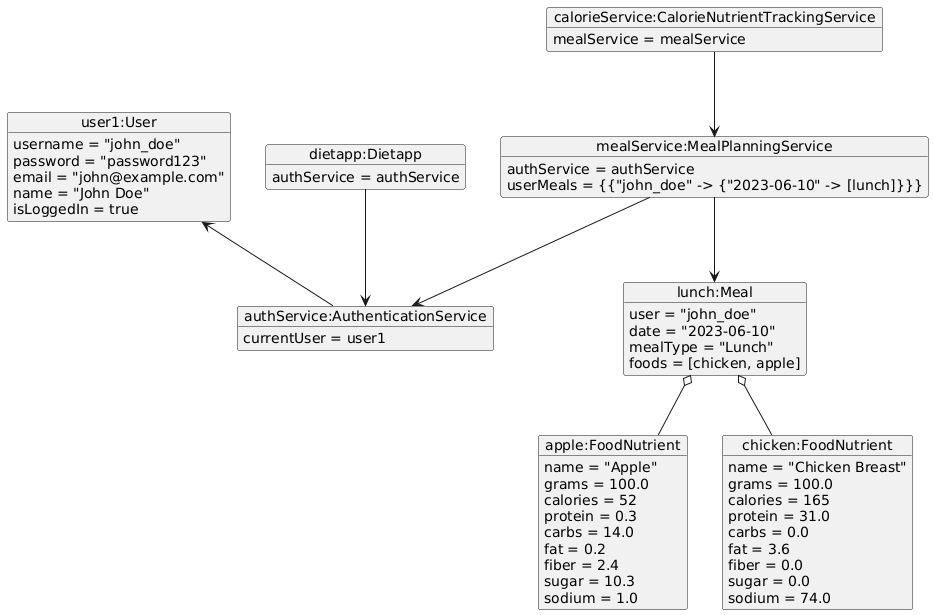 calorieService:CalorieNutrientTrackingService
mealService = mealService
user1:User
username = "john_doe"
password = "password123"
email = "john@example.com"
name = "John Doe"
isLoggedIn = true
dietapp:Dietapp
authService = authService
mealService:MealPlanningService
authService = authService
userMeals = {{"john_doe" -> {"2023-06-10" -> [lunch]}}}
authService:AuthenticationService
currentUser = user1
lunch:Meal
user = "john_doe"
date = "2023-06-10"
mealType = "Lunch"
foods = [chicken, apple]
apple:FoodNutrient
name = "Apple"
grams = 100.0
calories = 52
protein = 0.3
carbs = 14.0
fat = 0.2
fiber = 2.4
sugar = 10.3
sodium = 1.0
chicken:FoodNutrient
name = "Chicken Breast"
grams = 100.0
calories = 165
protein = 31.0
carbs = 0.0
fat = 3.6
fiber = 0.0
sugar = 0.0
sodium = 74.0